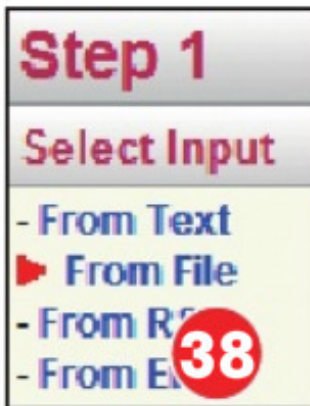 Step 1
Select Input
- From Text
From File
- From
- From
38